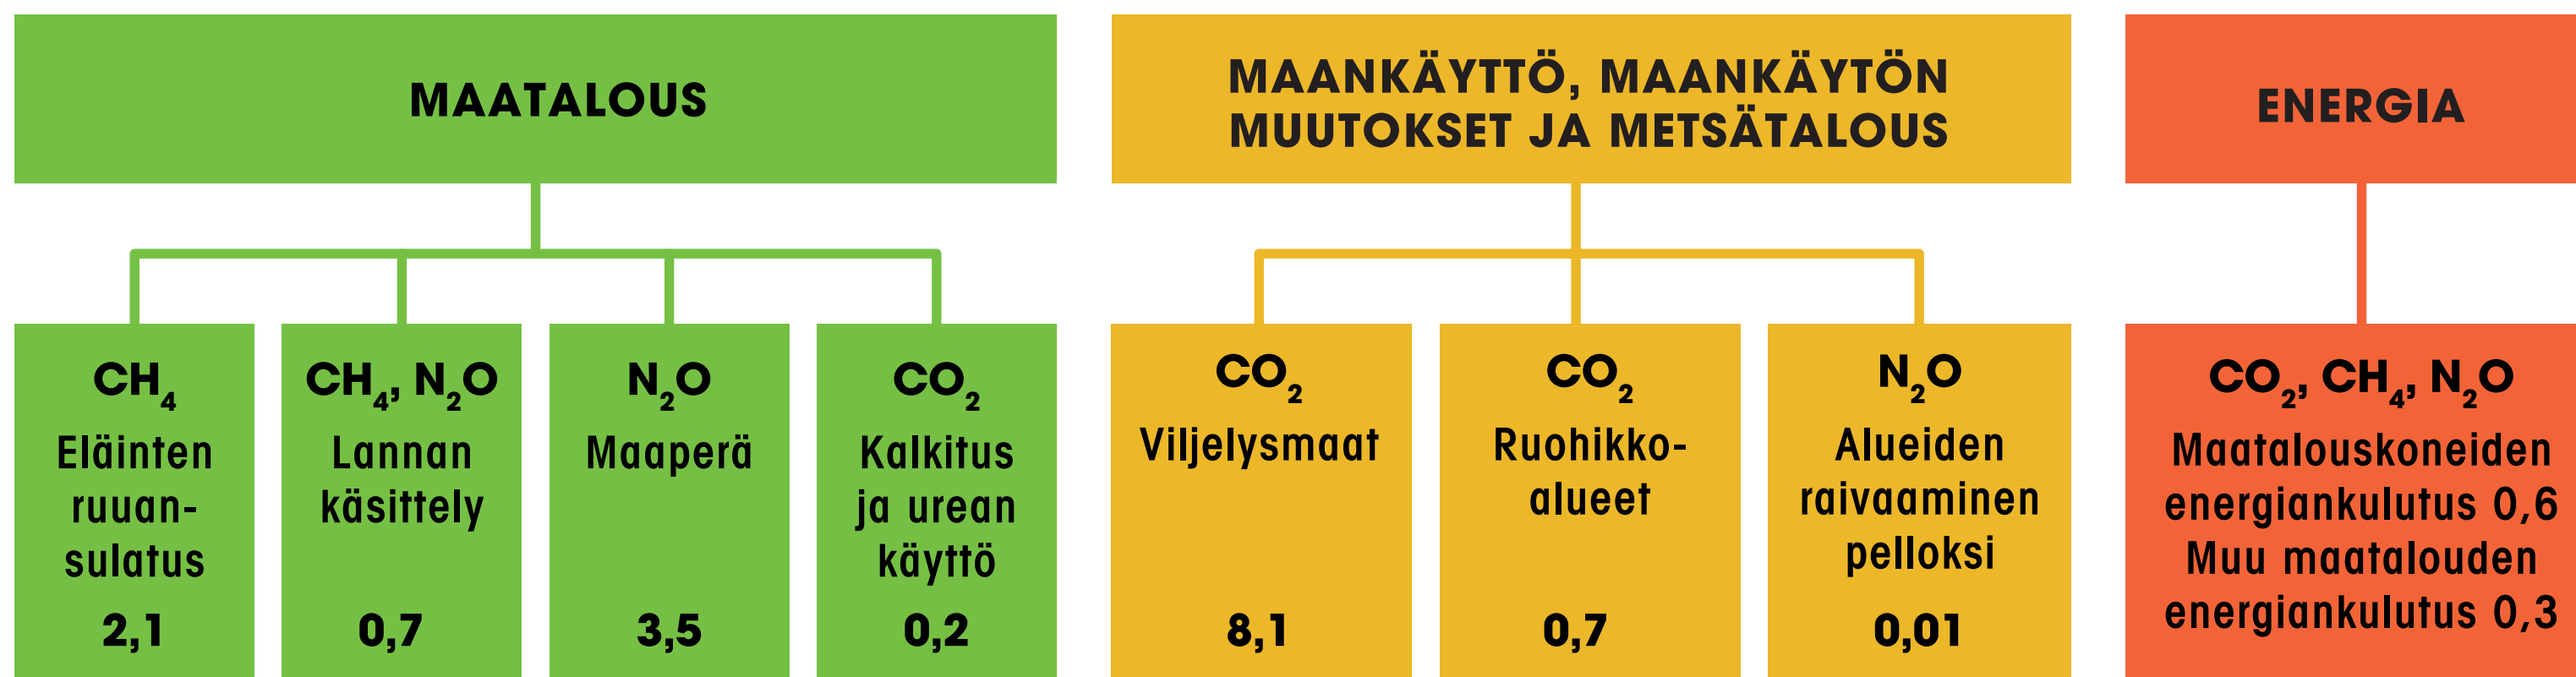 MAATALOUS
CH₄
Eläinten
ruuan-
sulatus
2,1
CH₄, N₂O
Lannan
käsittely
0,7
N₂O
Maaperä
3,5
CO₂
Kalkitus
ja urean
käyttö
0,2
MAANKÄYTTÖ, MAANKÄYTÖN
MUUTOKSET JA METSÄTALOUS
CO₂
Viljelysmaat
8,1
CO₂
Ruohikko-
alueet
0,7
N₂O
Alueiden
raivaaminen
pelloksi
0,01
ENERGIA
CO₂, CH₄, N₂O
Maatalouskoneiden
energiankulutus 0,6
Muu maatalouden
energiankulutus 0,3